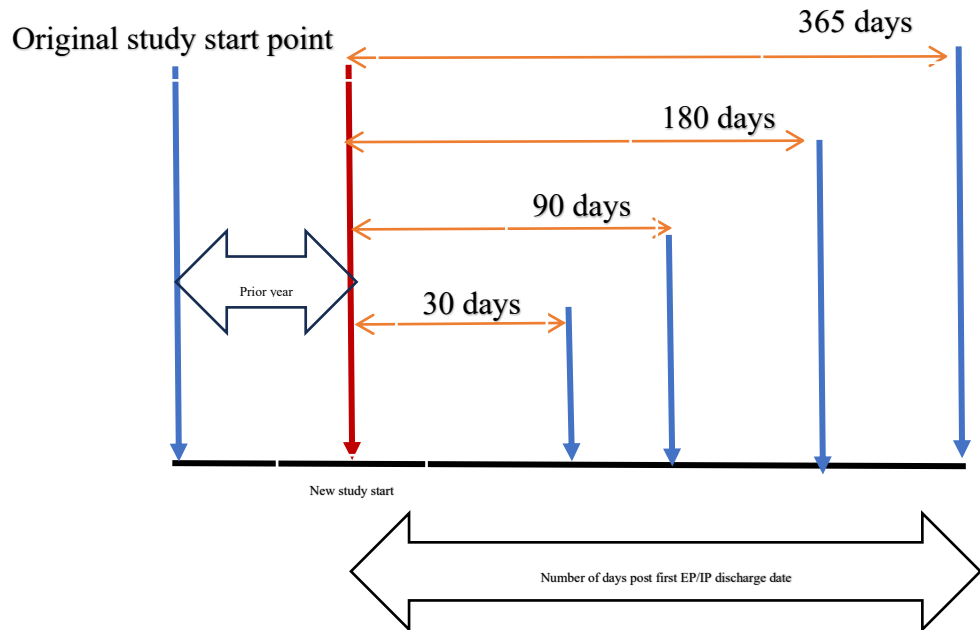 365 days
Original study start point
180 days
90 days
Prior year
30 days
New study start
Number of days post first EP/IP discharge date